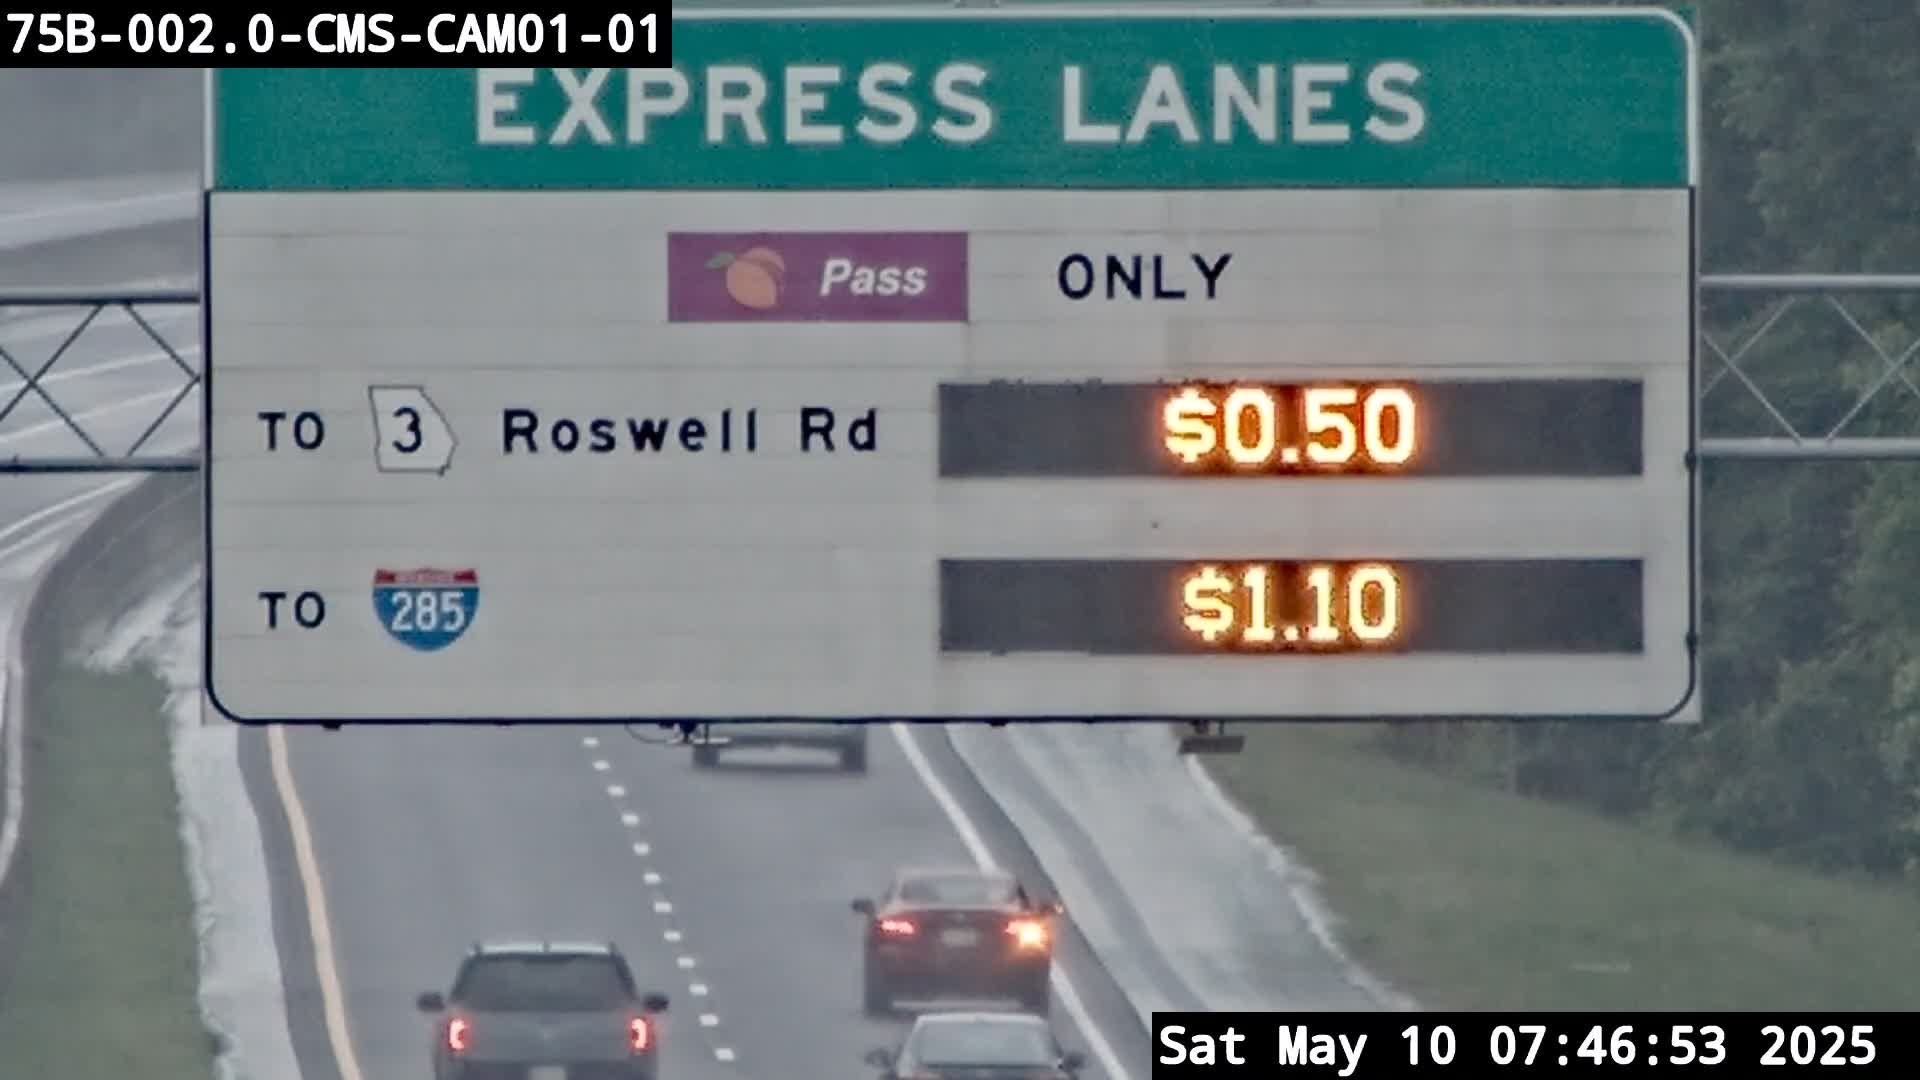 75B-002.0-CMS-CAM01-01
EXPRESS LANES
Pass ONLY
TO 3 Roswell Rd $0.50
TO 285 $1.10
Sat May 10 07:46:53 2025